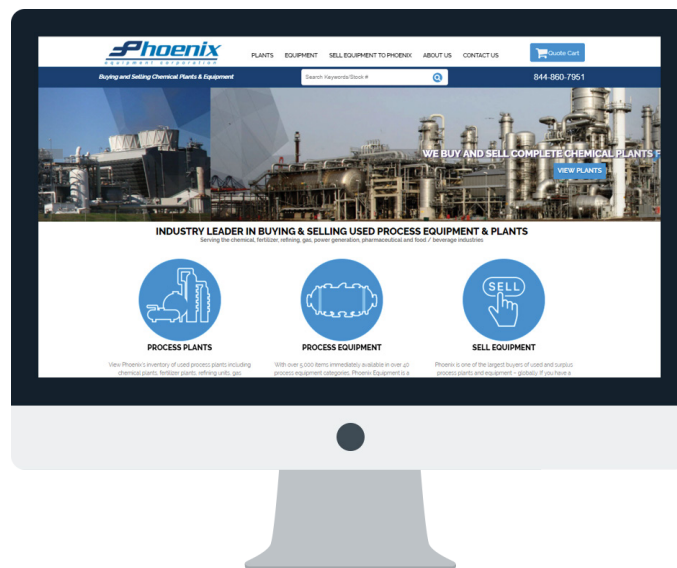 Phoenix
equipment corporation
PLANTS EQUIPMENT SELL EQUIPMENT TO PHOENIX ABOUT US CONTACT US
Quote Cart
Buying and Selling Chemical Plants & Equipment
Search Keywords/Stock #
844-860-7951
WE BUY AND SELL COMPLETE CHEMICAL PLANTS F
VIEW PLANTS
INDUSTRY LEADER IN BUYING & SELLING USED PROCESS EQUIPMENT & PLANTS
Serving the chemical, fertilizer, refining, gas, power generation, pharmaceutical and food / beverage industries
SELL
PROCESS PLANTS
View Phoenix's inventory of used process plants including
chemical plants, fertilizer plants, refining units, gas
PROCESS EQUIPMENT
With over 5,000 items immediately available in over 40
process equipment categories, Phoenix Equipment is a
SELL EQUIPMENT
Phoenix is one of the largest buyers of used and surplus
process plants and equipment - globally. If you have a